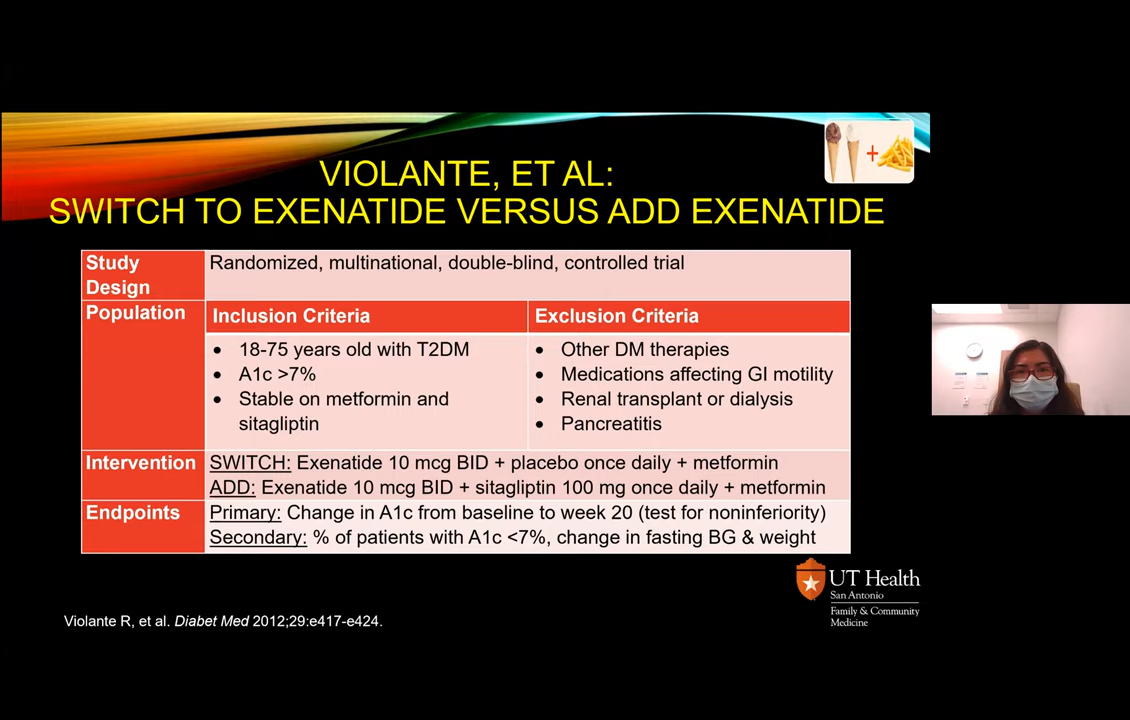 VIOLANTE, ET AL:
SWITCH TO EXENATIDE VERSUS ADD EXENATIDE
Study
Design
Randomized, multinational, double-blind, controlled trial
Population
Inclusion Criteria
Exclusion Criteria
• 18-75 years old with T2DM
• A1c >7%
• Stable on metformin and
sitagliptin
• Other DM therapies
• Medications affecting GI motility
• Renal transplant or dialysis
• Pancreatitis
Intervention
SWITCH: Exenatide 10 mcg BID + placebo once daily + metformin
ADD: Exenatide 10 mcg BID + sitagliptin 100 mg once daily + metformin
Endpoints
Primary: Change in A1c from baseline to week 20 (test for noninferiority)
Secondary: % of patients with A1c <7%, change in fasting BG & weight
UT Health
San Antonio
Family & Community
Medicine
Violante R, et al. Diabet Med 2012;29:e417-e424.